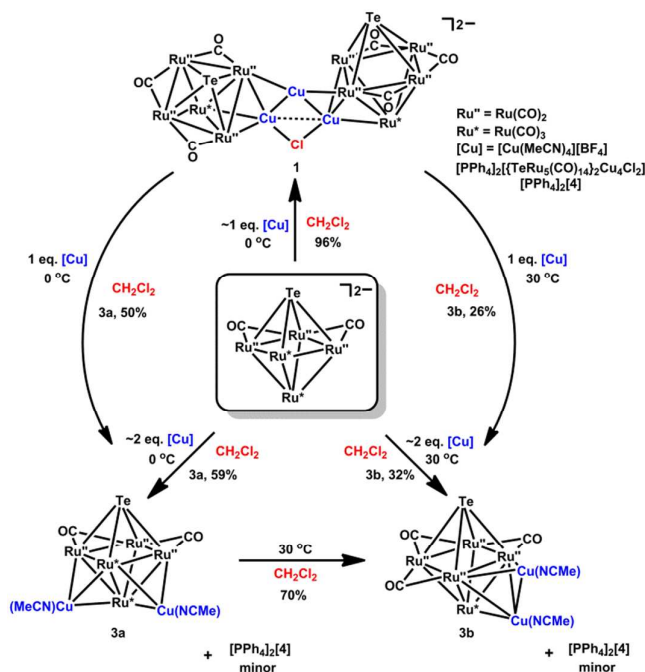 Te
⁊2−
C
O
Ru"
Ru"
OC
Ru"
Te
Ru"
OC
Ru"
CO
Ru*
Cu
Ru"
C
O
Ru"
Ru"
Cu
Cu
Ru*
C
O
Cl
1
Ru" = Ru(CO)₂
Ru* = Ru(CO)₃
[Cu] = [Cu(MeCN)₄][BF₄]
[PPh₄]₂[{TeRu₅(CO)₁₄}₂Cu₄Cl₂]
[PPh₄]₂[4]
~1 eq. [Cu] CH₂Cl₂
0 °C 96%
1 eq. [Cu]
0 °C
CH₂Cl₂
3a, 50%
1 eq. [Cu]
30 °C
CH₂Cl₂
3b, 26%
Te
2−
OC Ru" CO
Ru" Ru* Ru"
Ru*
~2 eq. [Cu]
0 °C
CH₂Cl₂
3a, 59%
~2 eq. [Cu]
30 °C
CH₂Cl₂
3b, 32%
Te
OC Ru" CO
Ru" Ru* Ru"
(MeCN)Cu Ru* Cu(NCMe)
3a
30 °C
CH₂Cl₂
70%
Te
OC Ru" CO
Ru" Ru"
OC Ru" Cu(NCMe)
Ru* Cu(NCMe)
3b
+ [PPh₄]₂[4]
minor
+ [PPh₄]₂[4]
minor